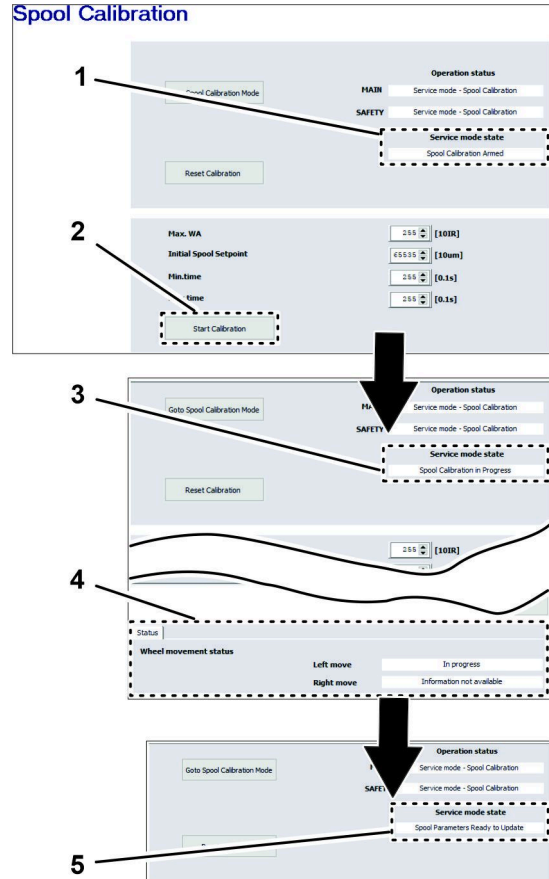 Spool Calibration
1
Operation status
Spool Calibration Mode
MAIN
Service mode - Spool Calibration
SAFETY
Service mode - Spool Calibration
Service mode state
Spool Calibration Armed
Reset Calibration
2
Max. WA
255
[10IR]
Initial Spool Setpoint
65535
[10um]
Min.time
255
[0.1s]
time
255
[0.1s]
Start Calibration
3
Operation status
Goto Spool Calibration Mode
Service mode - Spool Calibration
SAFETY
Service mode - Spool Calibration
Service mode state
Spool Calibration in Progress
Reset Calibration
255
[10IR]
4
Status
Wheel movement status
Left move
In progress
Right move
Information not available
Operation status
Goto Spool Calibration Mode
Service mode - Spool Calibration
Service mode - Spool Calibration
Service mode state
Spool Parameters Ready to Update
5